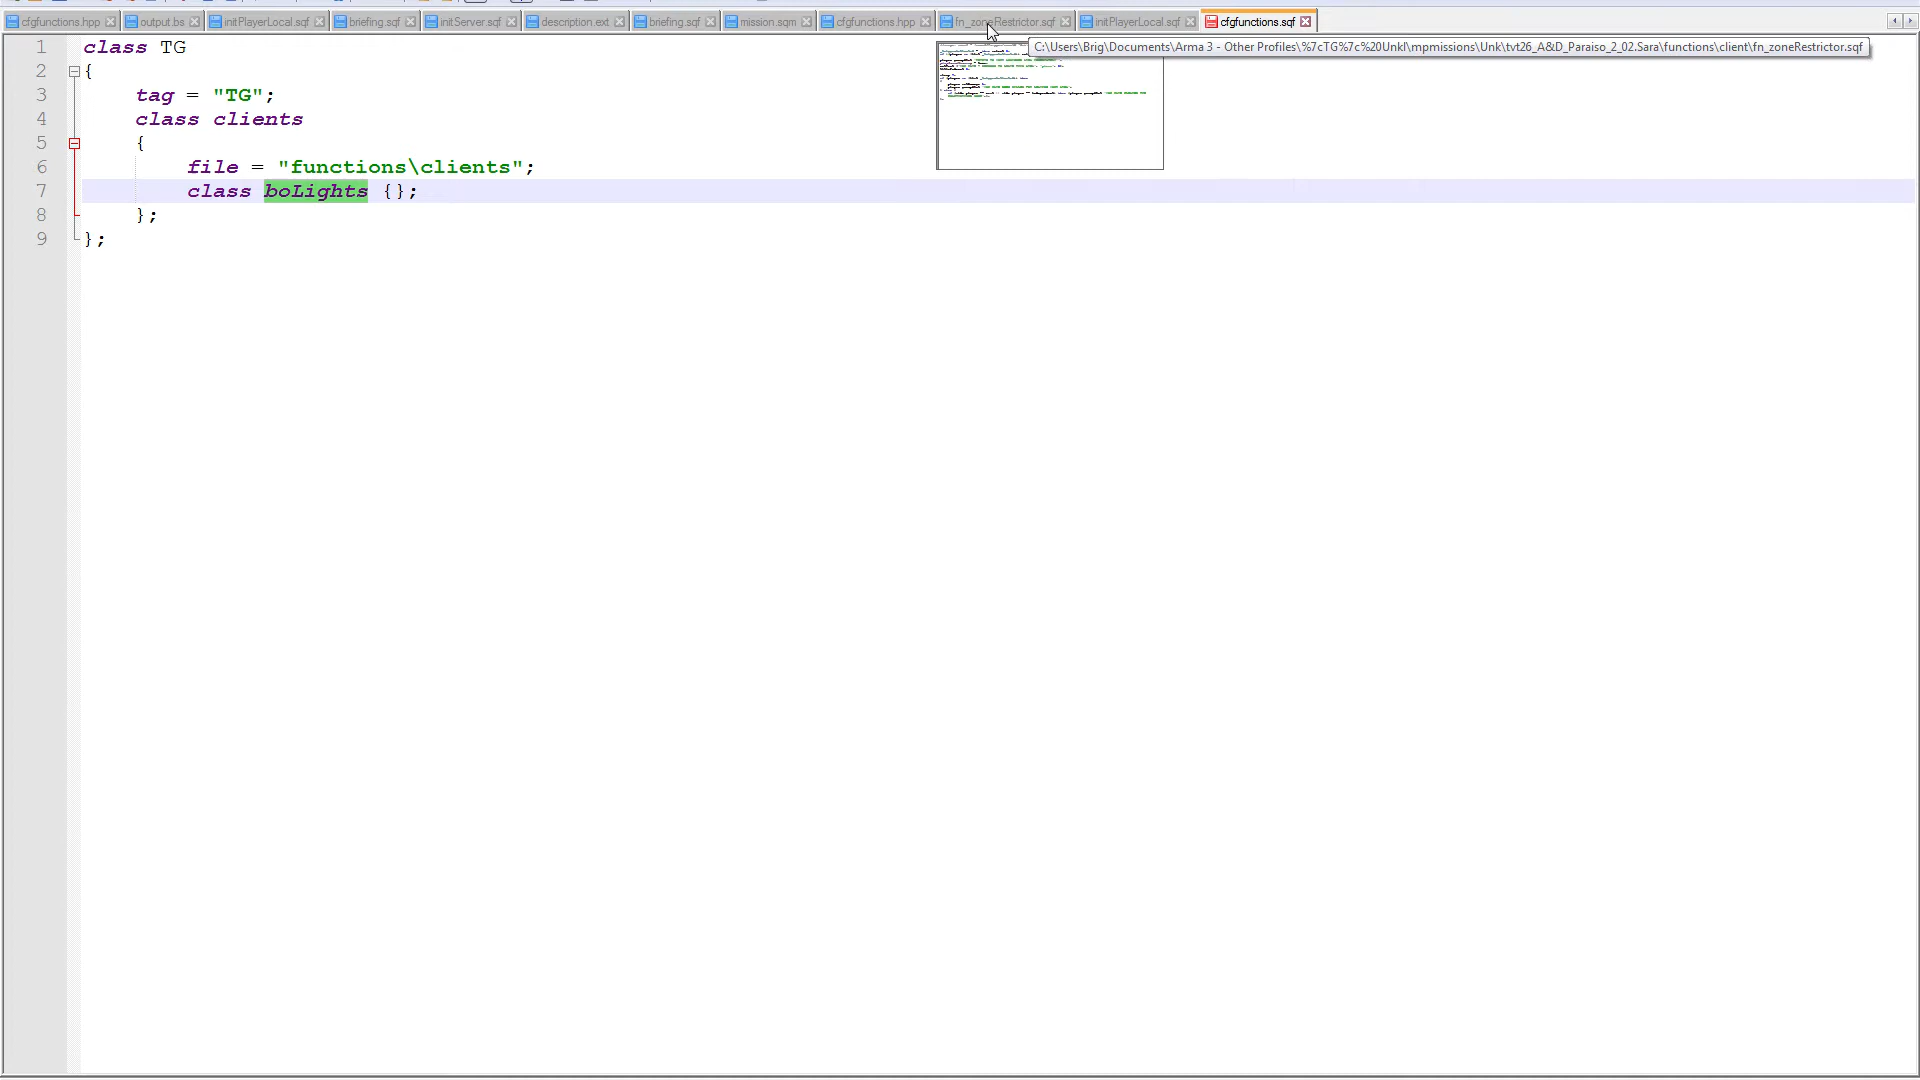 cfgfunctions.hpp output.bs initPlayerLocal.sqf briefing.sqf initServer.sqf description.ext briefing.sqf mission.sqm cfgfunctions.hpp fn_zoneRestrictor.sqf initPlayerLocal.sqf cfgfunctions.sqf
C:\Users\Brig\Documents\Arma 3 - Other Profiles\%7cTG%7c%20Unkl\mpmissions\Unk\tvt26_A&D_Paraiso_2_02.Sara\functions\client\fn_zoneRestrictor.sqf
1 class TG
2 {
3 tag = "TG";
4 class clients
5 {
6 file = "functions\clients";
7 class boLights {};
8 };
9 };